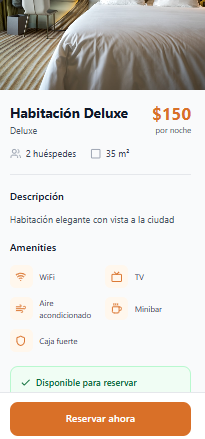 Habitación Deluxe
$150
Deluxe
por noche
2 huéspedes
35 m²
Descripción
Habitación elegante con vista a la ciudad
Amenities
WiFi
TV
Aire
acondicionado
Minibar
Caja fuerte
Disponible para reservar
Reservar ahora